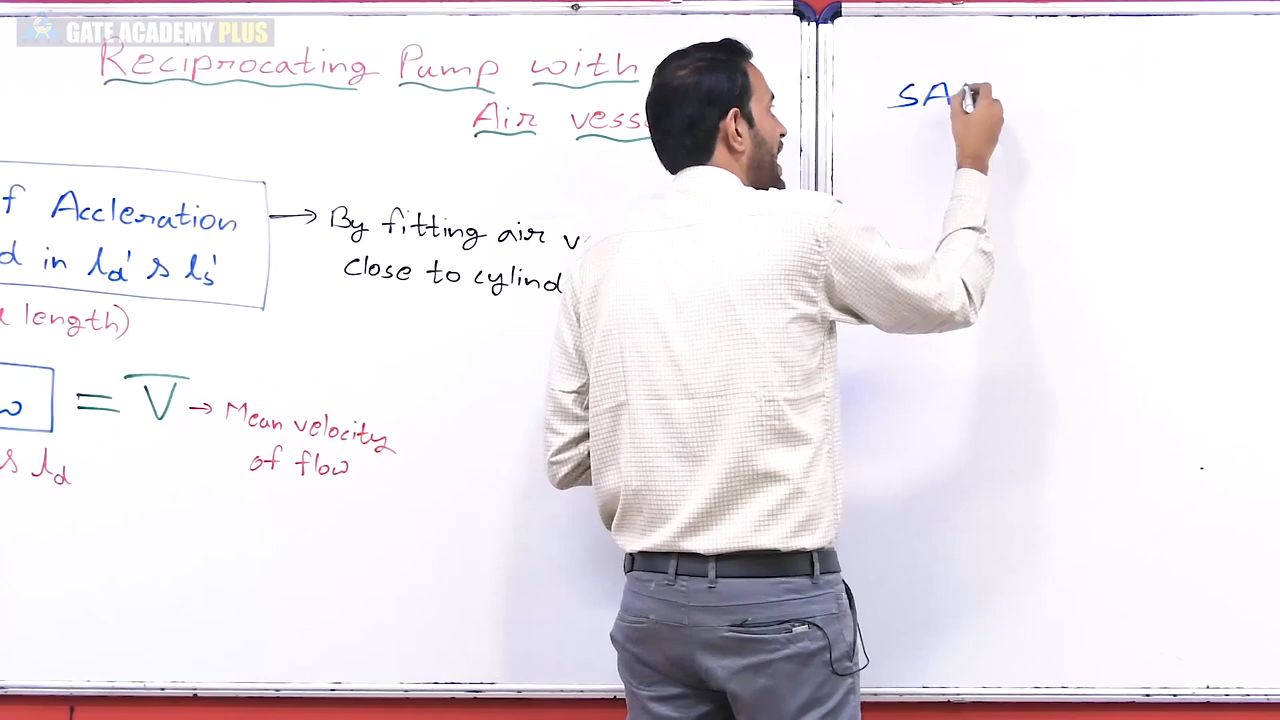 GATE ACADEMY PLUS
Reciprocating Pump with
Air
f Accleration → By fitting air
d in ld' s ls' close to cylind
length)
= V → Mean velocity
of flow
s ld
SA